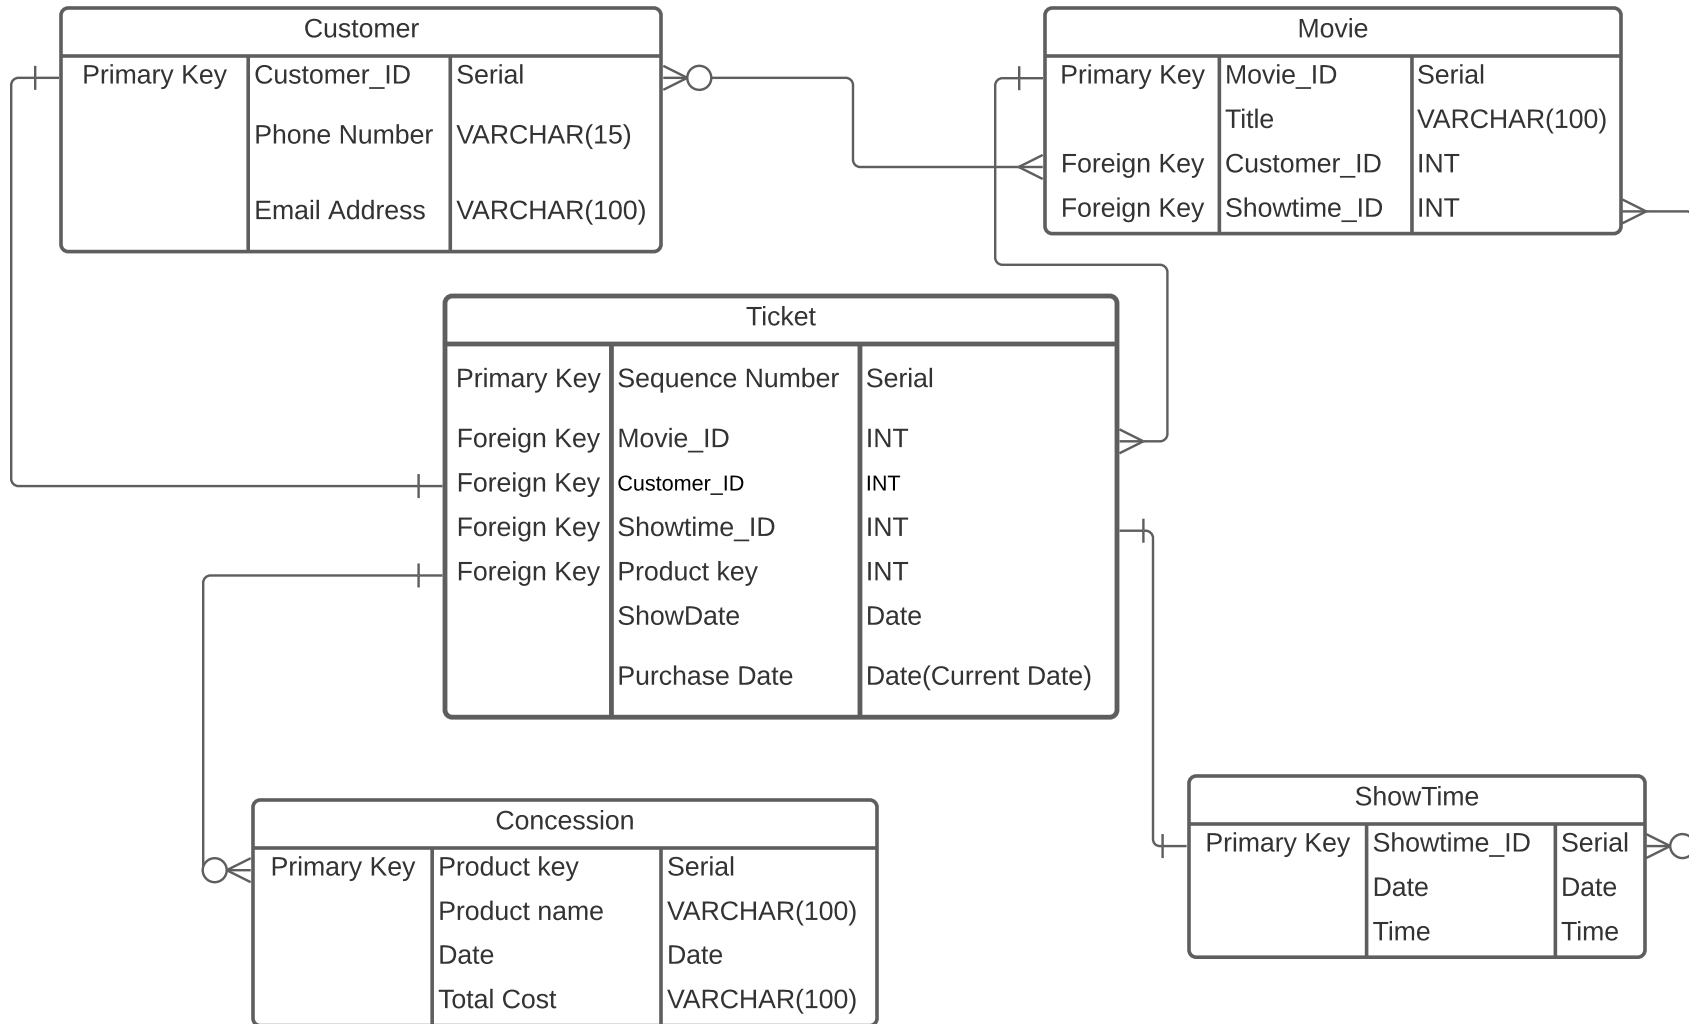 Customer
Primary Key Customer_ID Serial
Phone Number VARCHAR(15)
Email Address VARCHAR(100)
Movie
Primary Key Movie_ID Serial
Title VARCHAR(100)
Foreign Key Customer_ID INT
Foreign Key Showtime_ID INT
Ticket
Primary Key Sequence Number Serial
Foreign Key Movie_ID INT
Foreign Key Customer_ID INT
Foreign Key Showtime_ID INT
Foreign Key Product key INT
ShowDate Date
Purchase Date Date(Current Date)
Concession
Primary Key Product key Serial
Product name VARCHAR(100)
Date Date
Total Cost VARCHAR(100)
ShowTime
Primary Key Showtime_ID Serial
Date Date
Time Time